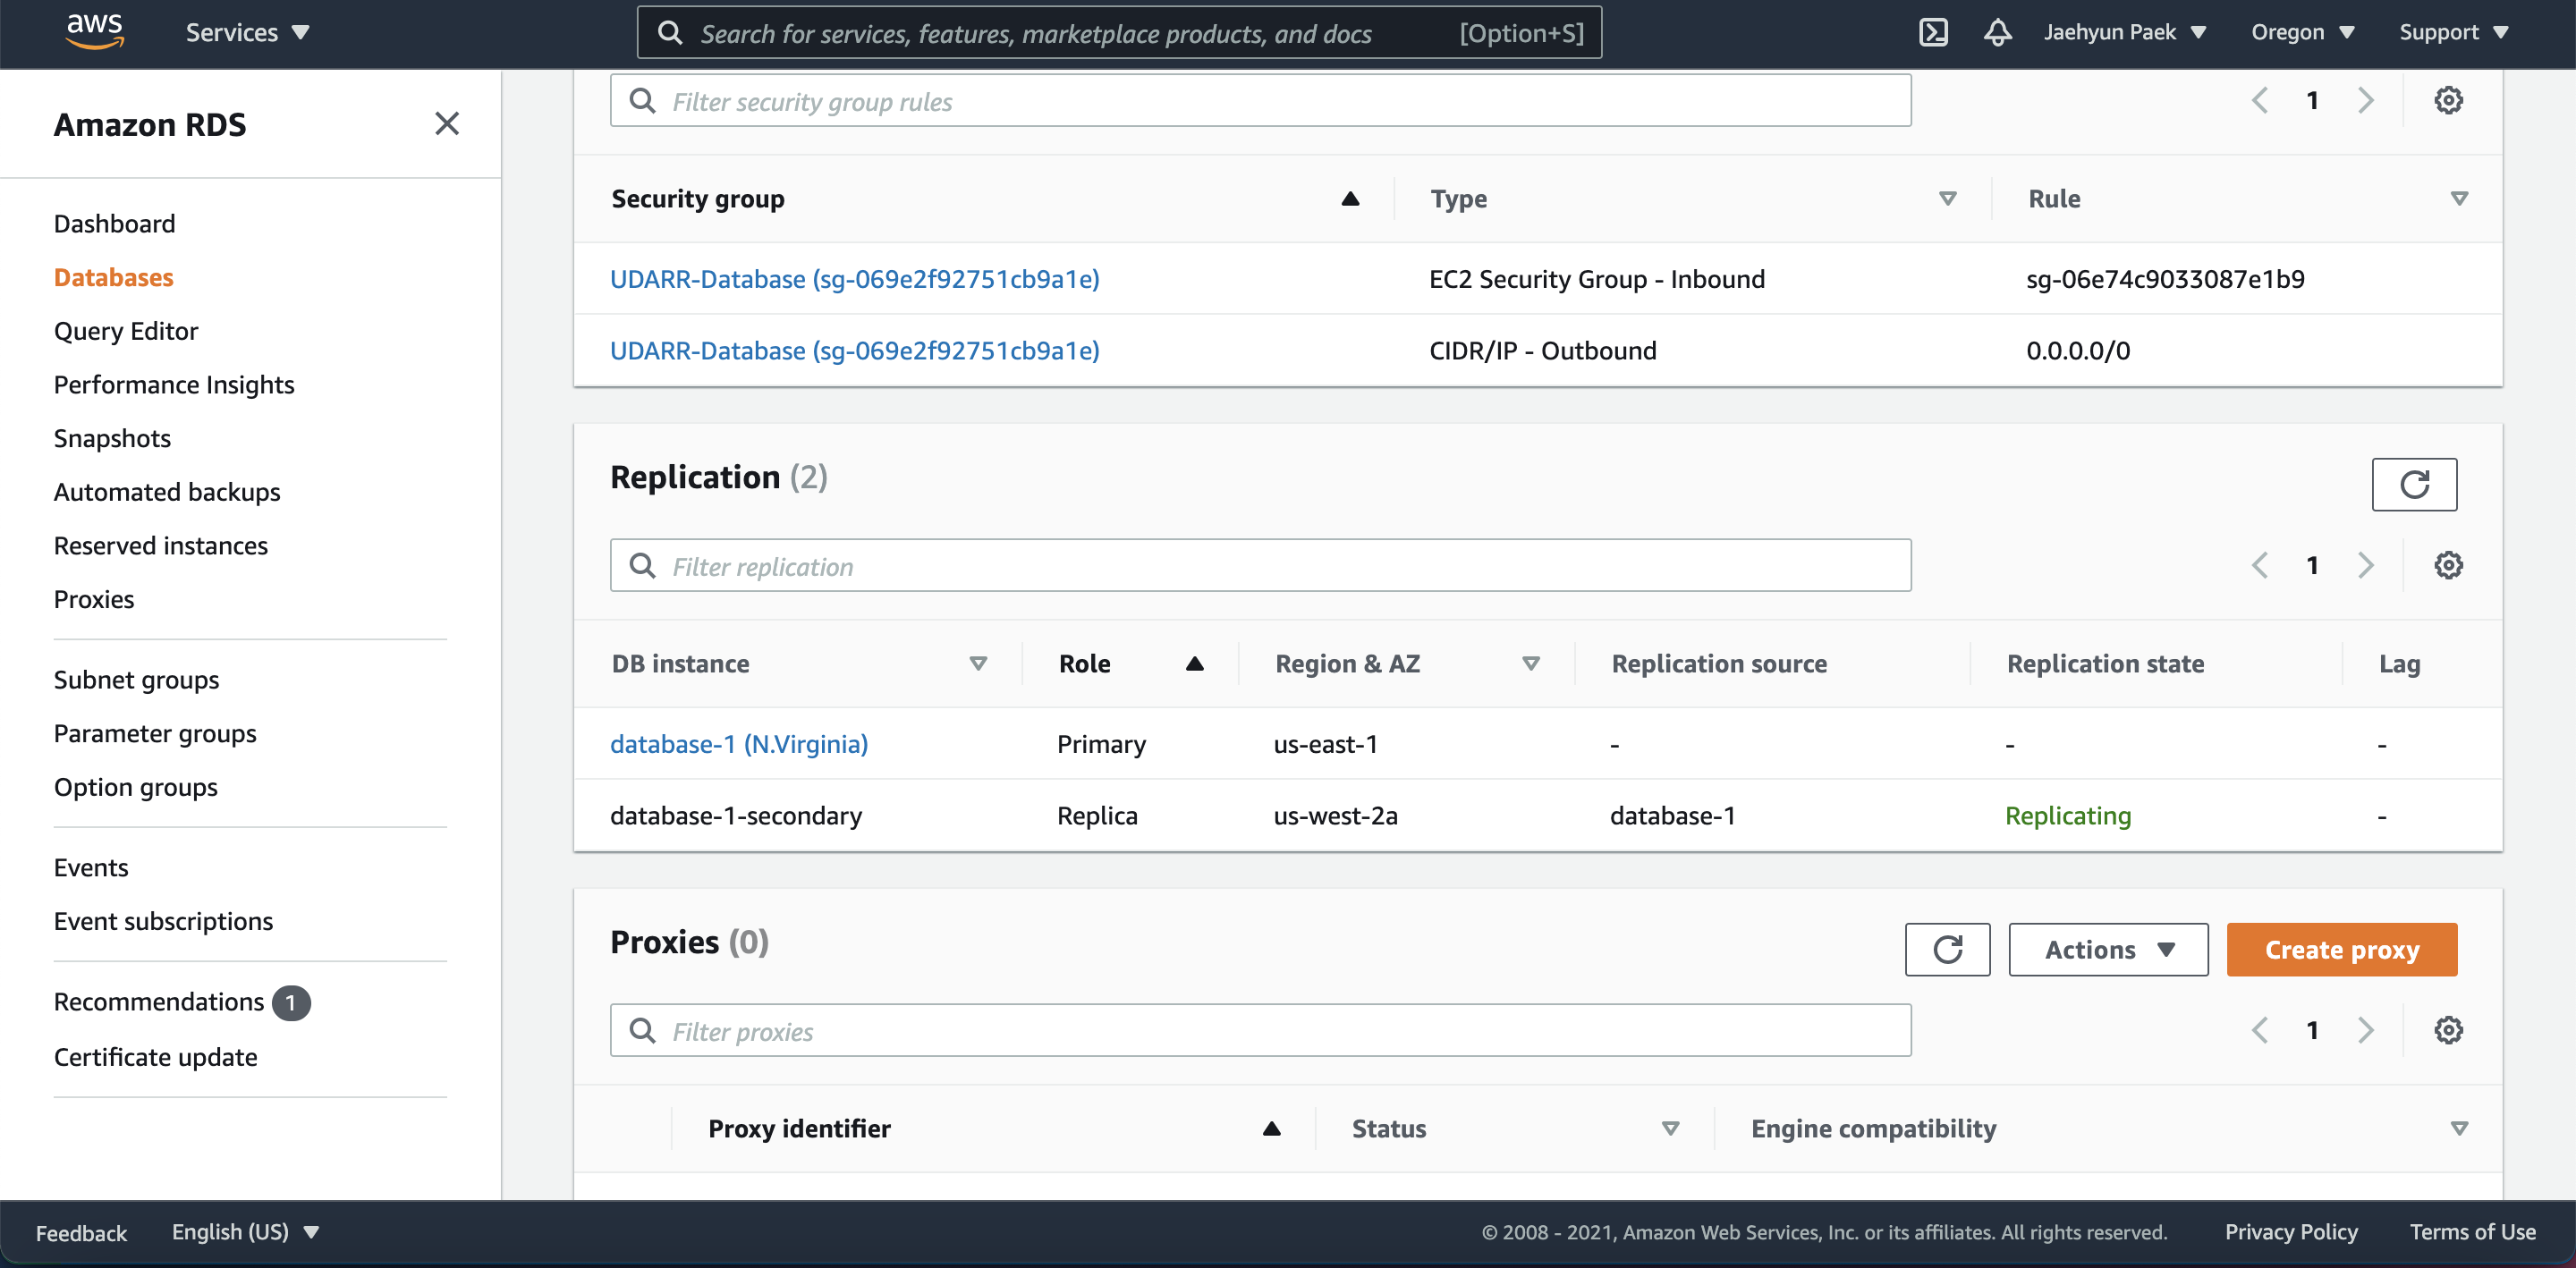 aws
Services
Search for services, features, marketplace products, and docs [Option+S]
Jaehyun Paek
Oregon
Support
Amazon RDS
Dashboard
Databases
Query Editor
Performance Insights
Snapshots
Automated backups
Reserved instances
Proxies
Subnet groups
Parameter groups
Option groups
Events
Event subscriptions
Recommendations 1
Certificate update
Filter security group rules
1
Security group Type Rule
UDARR-Database (sg-069e2f92751cb9a1e) EC2 Security Group - Inbound sg-06e74c9033087e1b9
UDARR-Database (sg-069e2f92751cb9a1e) CIDR/IP - Outbound 0.0.0.0/0
Replication (2)
Filter replication
1
DB instance Role Region & AZ Replication source Replication state Lag
database-1 (N.Virginia) Primary us-east-1 - - -
database-1-secondary Replica us-west-2a database-1 Replicating -
Proxies (0)
Actions
Create proxy
Filter proxies
1
Proxy identifier Status Engine compatibility
Feedback
English (US)
© 2008 - 2021, Amazon Web Services, Inc. or its affiliates. All rights reserved.
Privacy Policy
Terms of Use